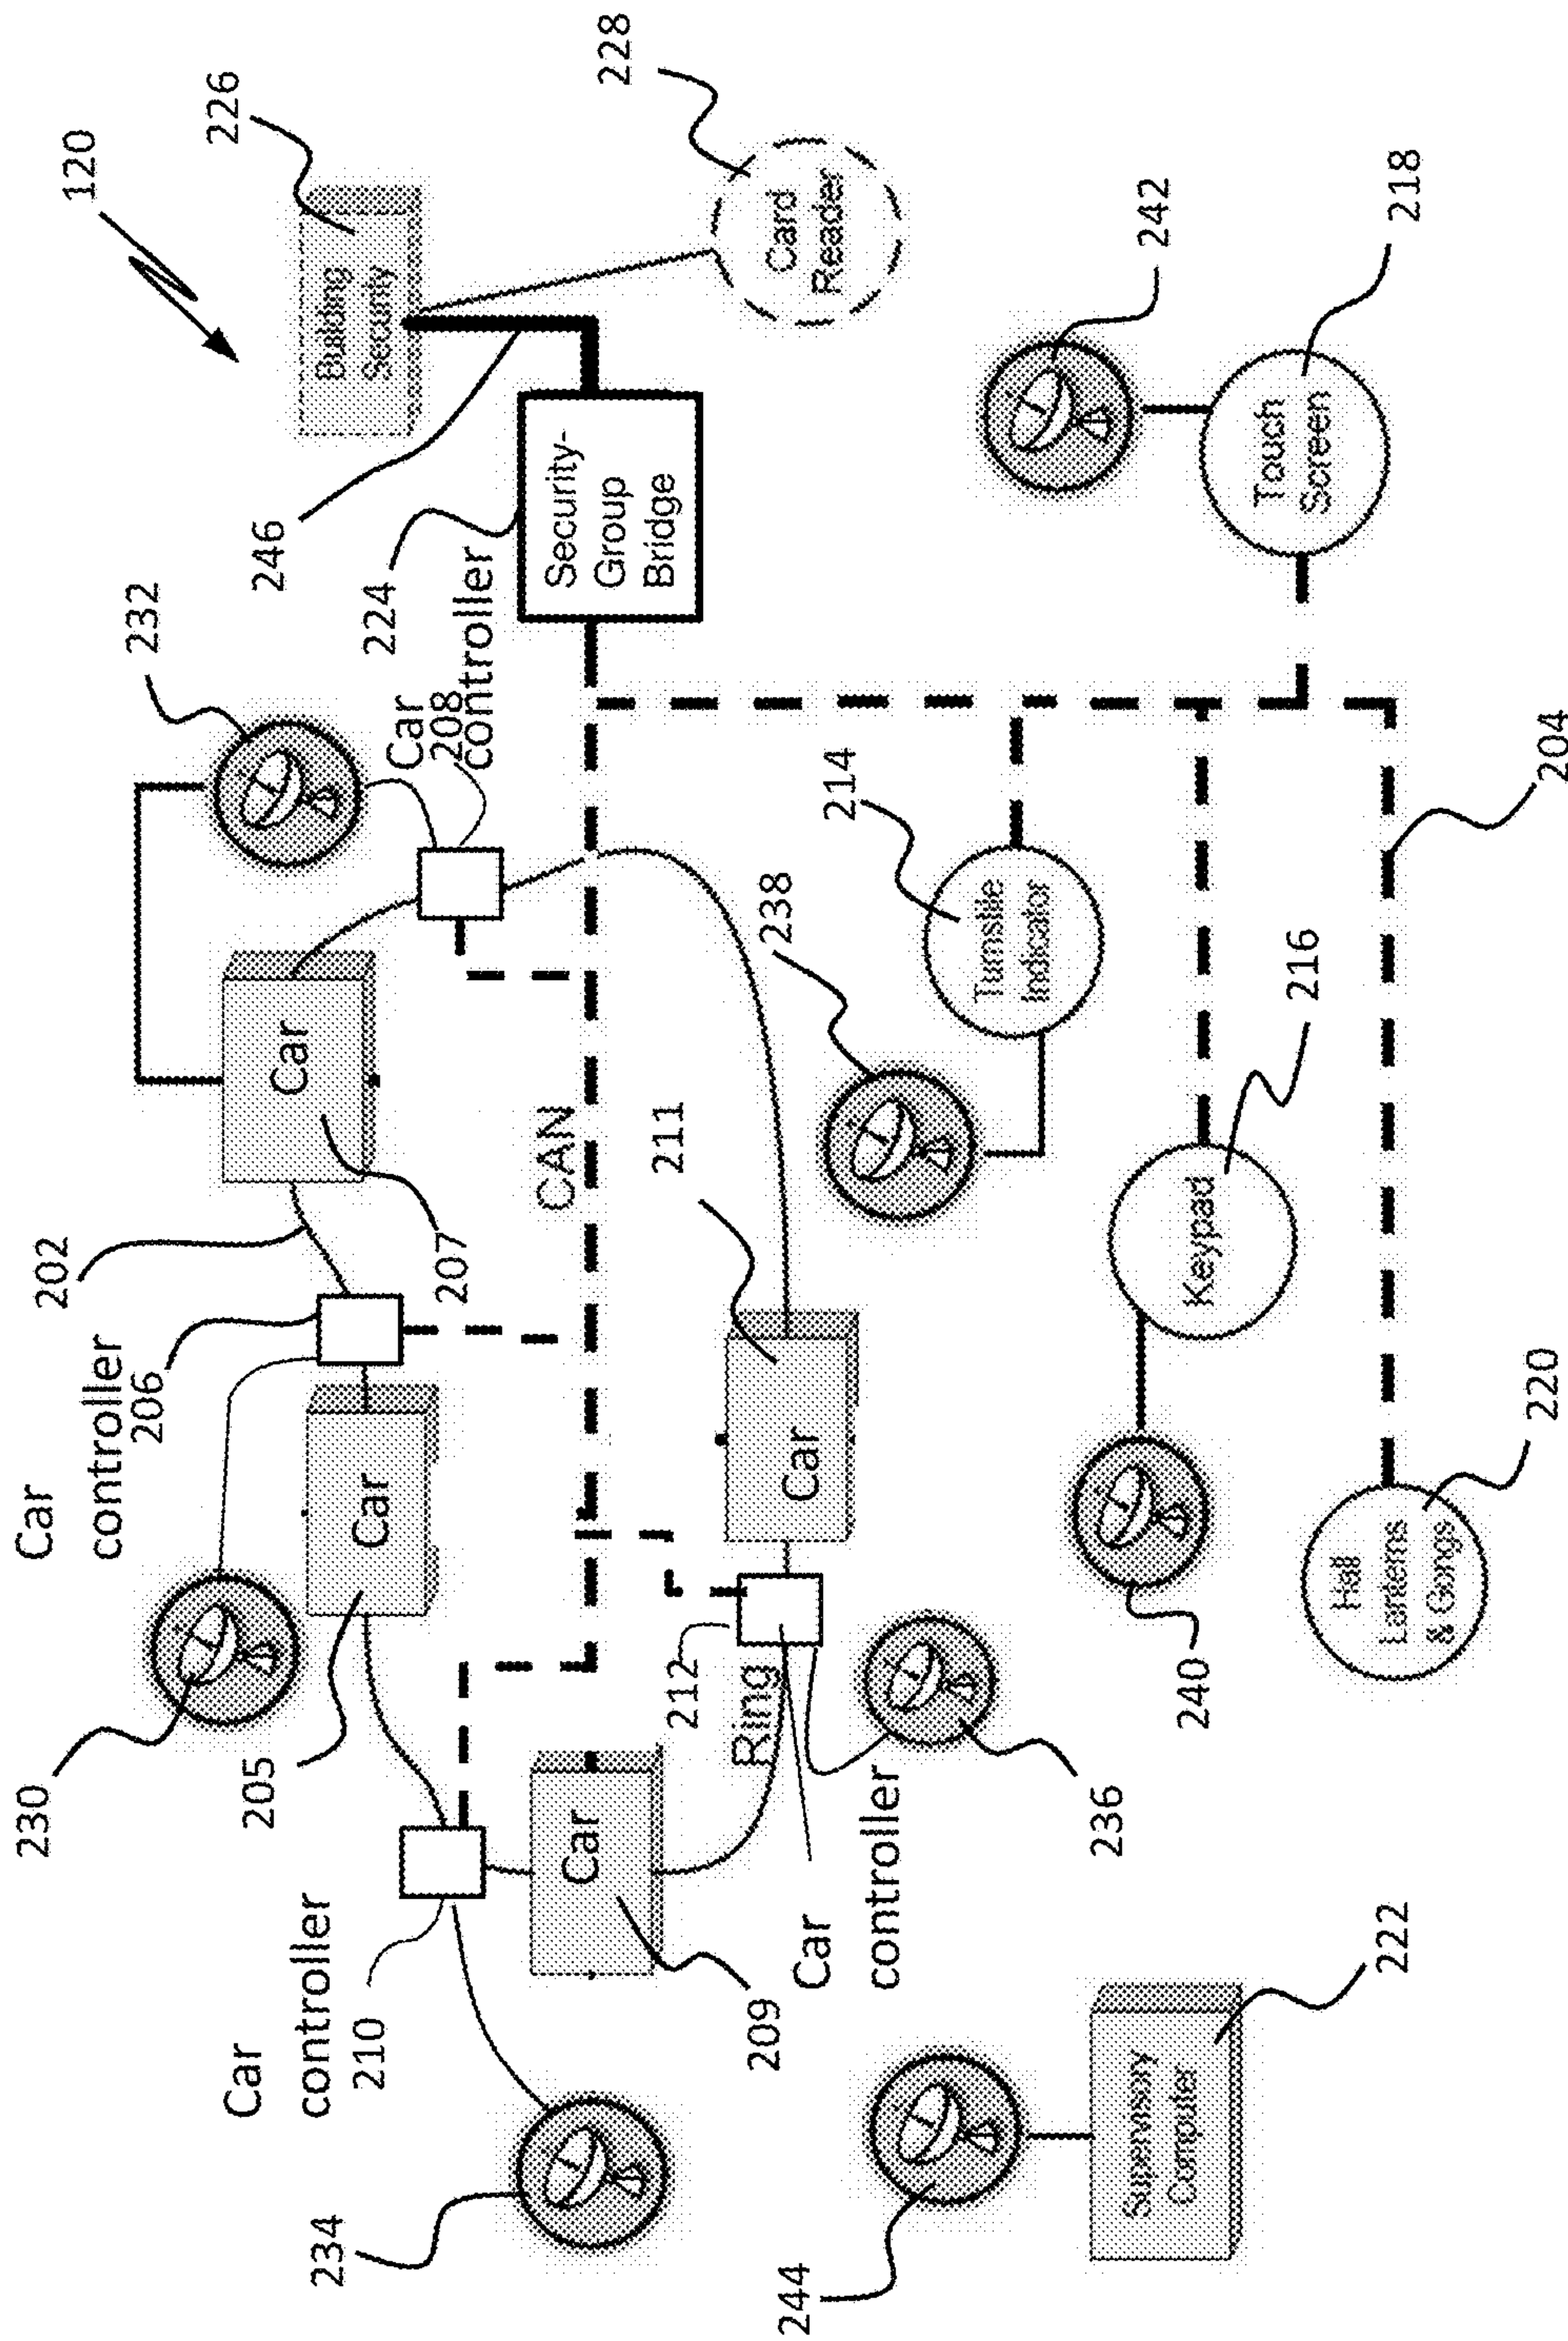 120
226
Building
Security
228
Card
Reader
246
224
Security-
Group
Bridge
232
Car
208
controller
242
218
Touch
Screen
202
207
Car
CAN
214
Turnstile
Indicator
238
211
Car
216
Keypad
204
Car
controller
206
230
205
Car
212
Ring
236
240
220
Hall
Lanterns
& Gongs
Car
controller
210
209
Car
Car
controller
234
244
222
Supervisory
Computer